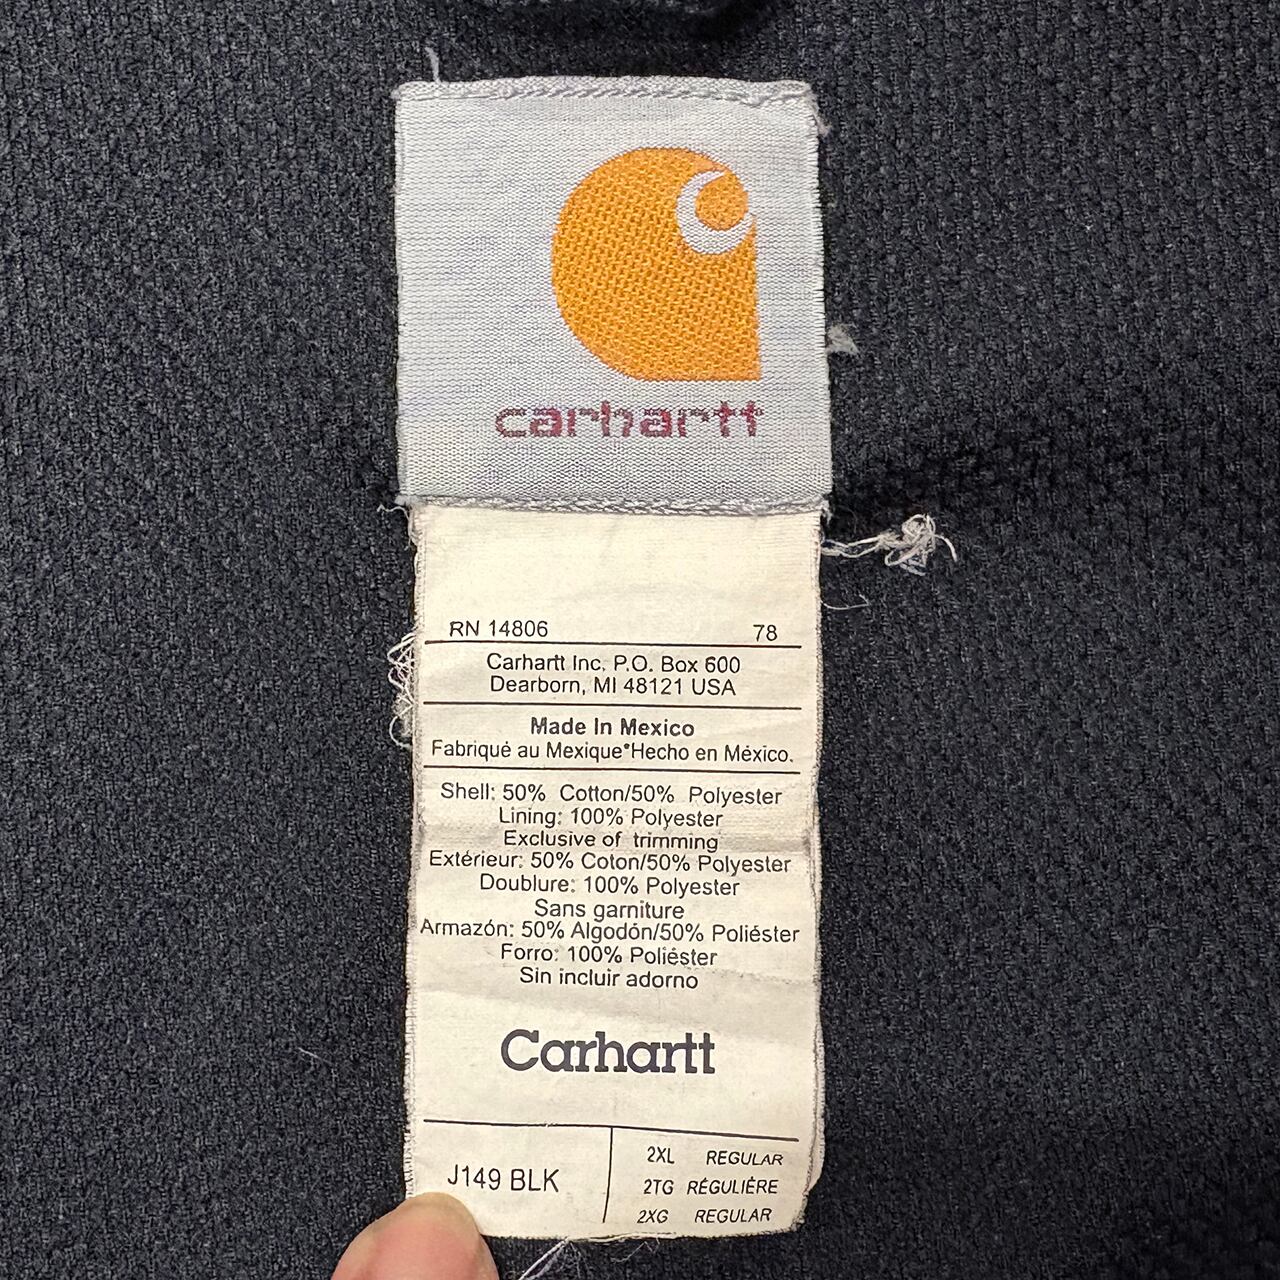 carhartt
RN 14806 78
Carhartt Inc. P.O. Box 600
Dearborn, MI 48121 USA
Made In Mexico
Fabriqué au Mexique*Hecho en México.
Shell: 50% Cotton/50% Polyester
Lining: 100% Polyester
Exclusive of trimming
Extérieur: 50% Coton/50% Polyester
Doublure: 100% Polyester
Sans garniture
Armazón: 50% Algodón/50% Poliéster
Forro: 100% Poliéster
Sin incluir adorno
Carhartt
J149 BLK
2XL REGULAR
2TG RÉGULIÈRE
2XG REGULAR